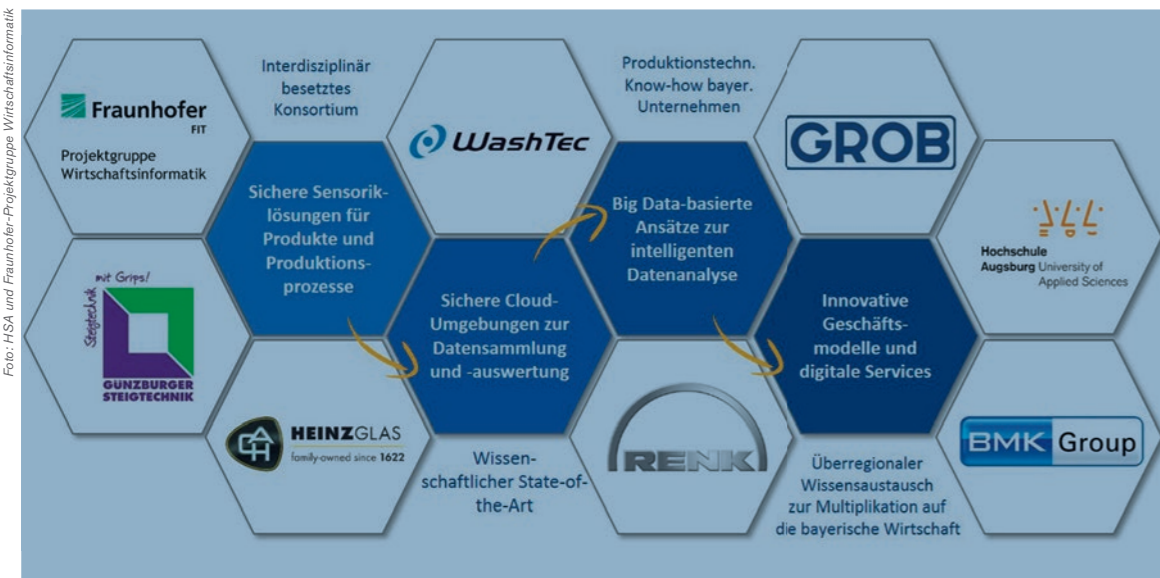 Foto: HSA und Fraunhofer-Projektgruppe Wirtschaftsinformatik
Fraunhofer
FIT
Projektgruppe
Wirtschaftsinformatik
Interdisziplinär
besetztes
Konsortium
WashTec
Produktionstechn.
Know-how bayer.
Unternehmen
GROB
Sichere Sensorik-
lösungen für
Produkte und
Produktions-
prozesse
Big Data-basierte
Ansätze zur
intelligenten
Datenanalyse
Hochschule
Augsburg University of
Applied Sciences
mit Grips!
Steigtechnik
GÜNZBURGER
STEIGTECHNIK
Sichere Cloud-
Umgebungen zur
Datensammlung
und -auswertung
Innovative
Geschäfts-
modelle und
digitale Services
CAH
HEINZGLAS
family-owned since 1622
Wissen-
schaftlicher State-of-
the-Art
RENK
Überregionaler
Wissensaustausch
zur Multiplikation auf
die bayerische Wirtschaft
BMK Group